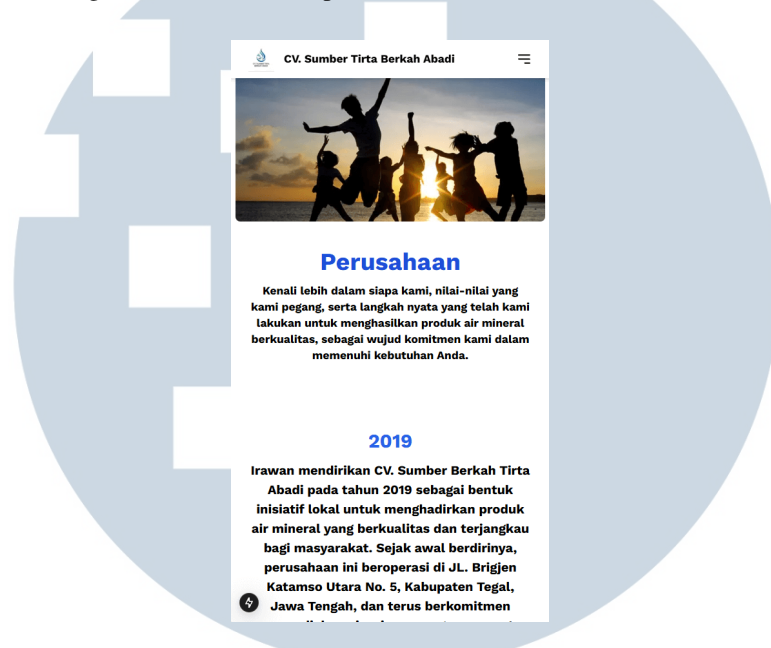 CV. Sumber Tirta Berkah Abadi
Perusahaan
Kenali lebih dalam siapa kami, nilai-nilai yang
kami pegang, serta langkah nyata yang telah kami
lakukan untuk menghasilkan produk air mineral
berkualitas, sebagai wujud komitmen kami dalam
memenuhi kebutuhan Anda.
2019
Irawan mendirikan CV. Sumber Berkah Tirta
Abadi pada tahun 2019 sebagai bentuk
inisiatif lokal untuk menghadirkan produk
air mineral yang berkualitas dan terjangkau
bagi masyarakat. Sejak awal berdirinya,
perusahaan ini beroperasi di JL. Brigjen
Katamso Utara No. 5, Kabupaten Tegal,
Jawa Tengah, dan terus berkomitmen